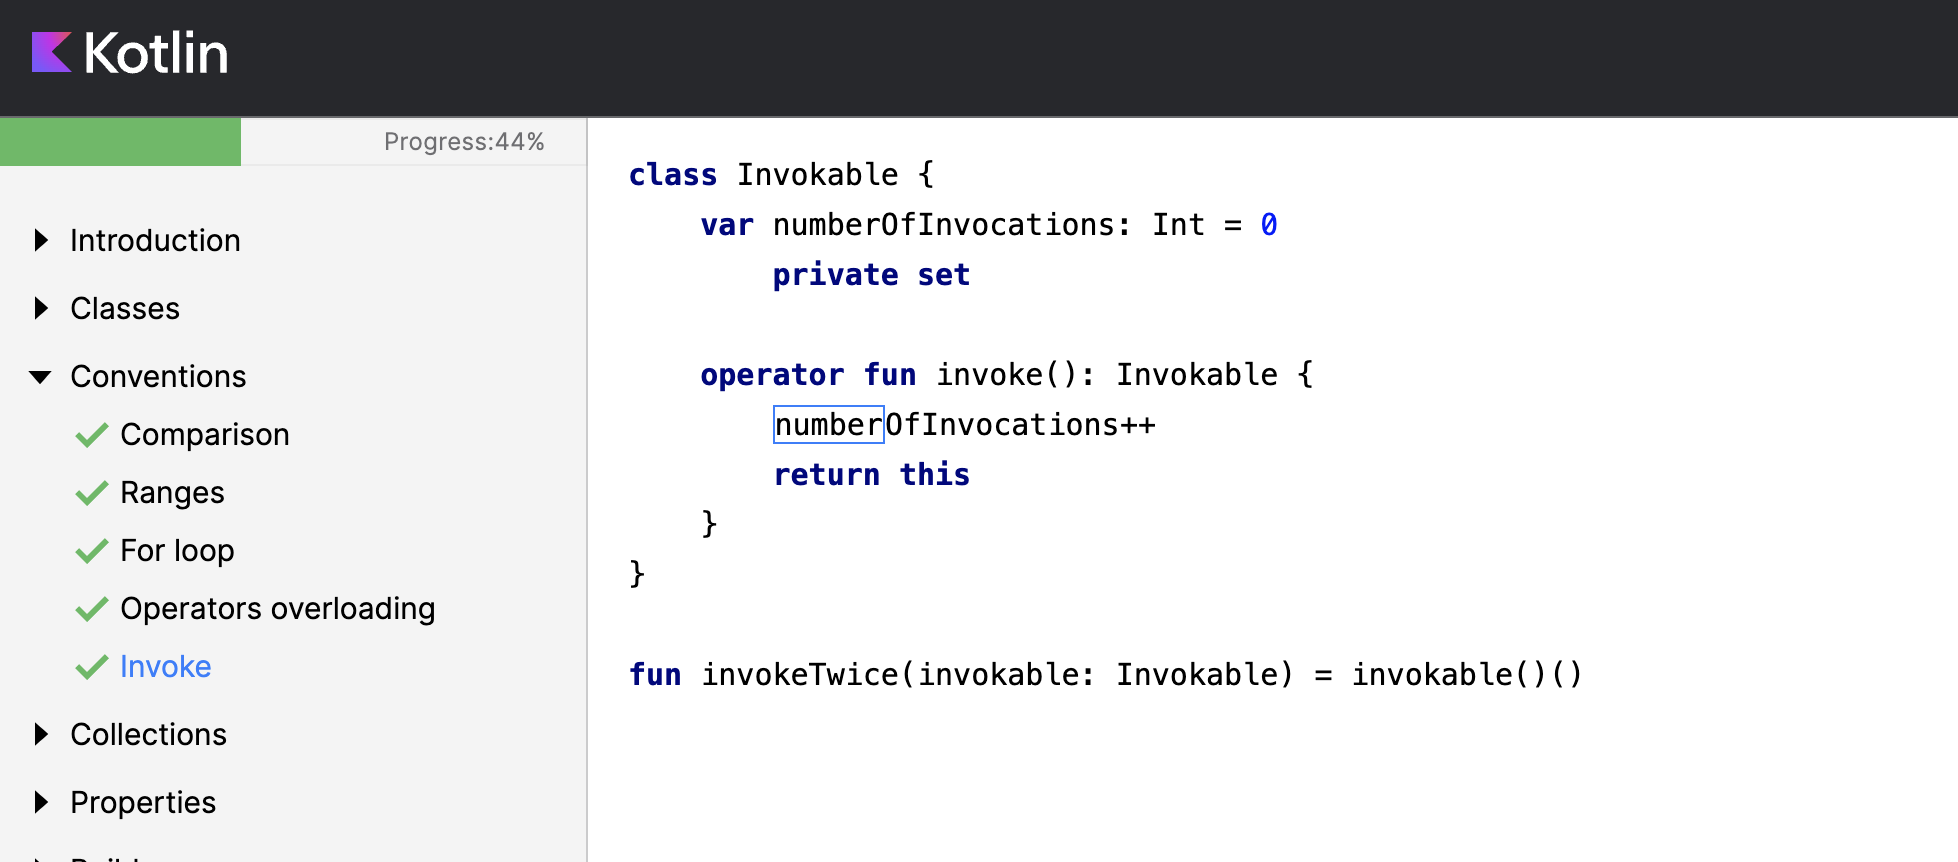 Kotlin
Progress:44%
Introduction
Classes
Conventions
Comparison
Ranges
For loop
Operators overloading
Invoke
Collections
Properties
class Invokable {
    var numberOfInvocations: Int = 0
        private set
    operator fun invoke(): Invokable {
        numberOfInvocations++
        return this
    }
}
fun invokeTwice(invokable: Invokable) = invokable()()